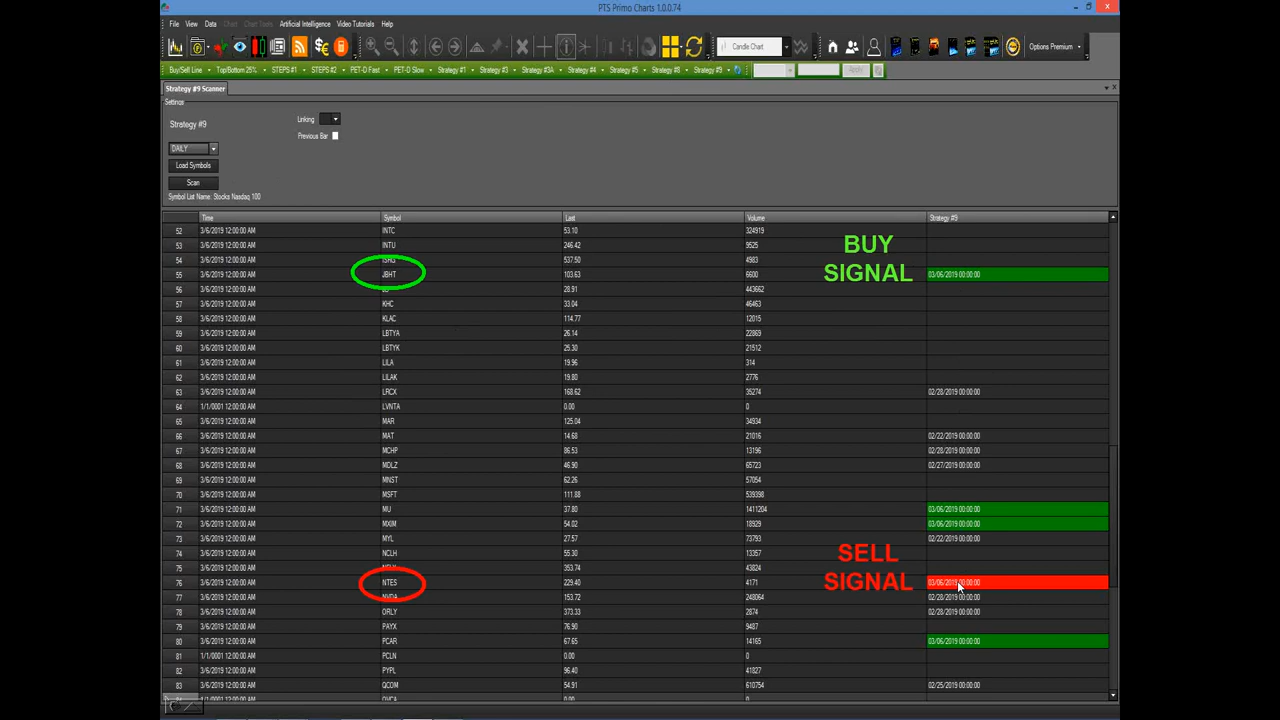 PTS Primo Charts 1.0.0.74
File View Data Chart Chart Tools Artificial Intelligence Video Tutorials Help
Candle Chart Options Premium
Buy/Sell Line Top/Bottom 25% STEPS #1 STEPS #2 PET-D Fast PET-D Slow Strategy #1 Strategy #3 Strategy #3A Strategy #4 Strategy #5 Strategy #8 Strategy #9 Apply
Strategy #9 Scanner
Settings
Strategy #9 Linking
Previous Bar
DAILY
Load Symbols
Scan
Symbol List Name: Stocks Nasdaq 100
Time Symbol Last Volume Strategy #9
52 3/6/2019 12:00:00 AM INTC 53.10 324919
53 3/6/2019 12:00:00 AM INTU 246.42 9525
BUY
SIGNAL
54 3/6/2019 12:00:00 AM ISRG 537.50 4983
55 3/6/2019 12:00:00 AM JBHT 103.63 6600 03/06/2019 00:00:00
56 3/6/2019 12:00:00 AM 28.91 443662
57 3/6/2019 12:00:00 AM KHC 33.04 46463
58 3/6/2019 12:00:00 AM KLAC 114.77 12015
59 3/6/2019 12:00:00 AM LBTYA 26.14 22869
60 3/6/2019 12:00:00 AM LBTYK 25.30 21512
61 3/6/2019 12:00:00 AM LILA 19.96 314
62 3/6/2019 12:00:00 AM LILAK 19.80 2776
63 3/6/2019 12:00:00 AM LRCX 168.62 35274 02/28/2019 00:00:00
64 1/1/0001 12:00:00 AM LVNTA 0.00 0
65 3/6/2019 12:00:00 AM MAR 125.04 34934
66 3/6/2019 12:00:00 AM MAT 14.68 21016 02/22/2019 00:00:00
67 3/6/2019 12:00:00 AM MCHP 86.53 13196 02/28/2019 00:00:00
68 3/6/2019 12:00:00 AM MDLZ 46.90 65723 02/27/2019 00:00:00
69 3/6/2019 12:00:00 AM MNST 62.26 57054
70 3/6/2019 12:00:00 AM MSFT 111.88 539398
71 3/6/2019 12:00:00 AM MU 37.80 1411204 03/06/2019 00:00:00
72 3/6/2019 12:00:00 AM MXIM 54.02 18929 03/06/2019 00:00:00
73 3/6/2019 12:00:00 AM MYL 27.57 73793 02/22/2019 00:00:00
74 3/6/2019 12:00:00 AM NCLH 55.30 13357
SELL
SIGNAL
75 3/6/2019 12:00:00 AM NFLX 353.74 43824
76 3/6/2019 12:00:00 AM NTES 229.40 4171 03/06/2019 00:00:00
77 3/6/2019 12:00:00 AM NVDA 153.72 248064 02/28/2019 00:00:00
78 3/6/2019 12:00:00 AM ORLY 373.33 2874 02/28/2019 00:00:00
79 3/6/2019 12:00:00 AM PAYX 76.90 9487
80 3/6/2019 12:00:00 AM PCAR 67.65 14165 03/06/2019 00:00:00
81 1/1/0001 12:00:00 AM PCLN 0.00 0
82 3/6/2019 12:00:00 AM PYPL 96.40 41827
83 3/6/2019 12:00:00 AM QCOM 54.91 610754 02/25/2019 00:00:00
1/1/0001 12:00:00 AM QVCA 0.00 0